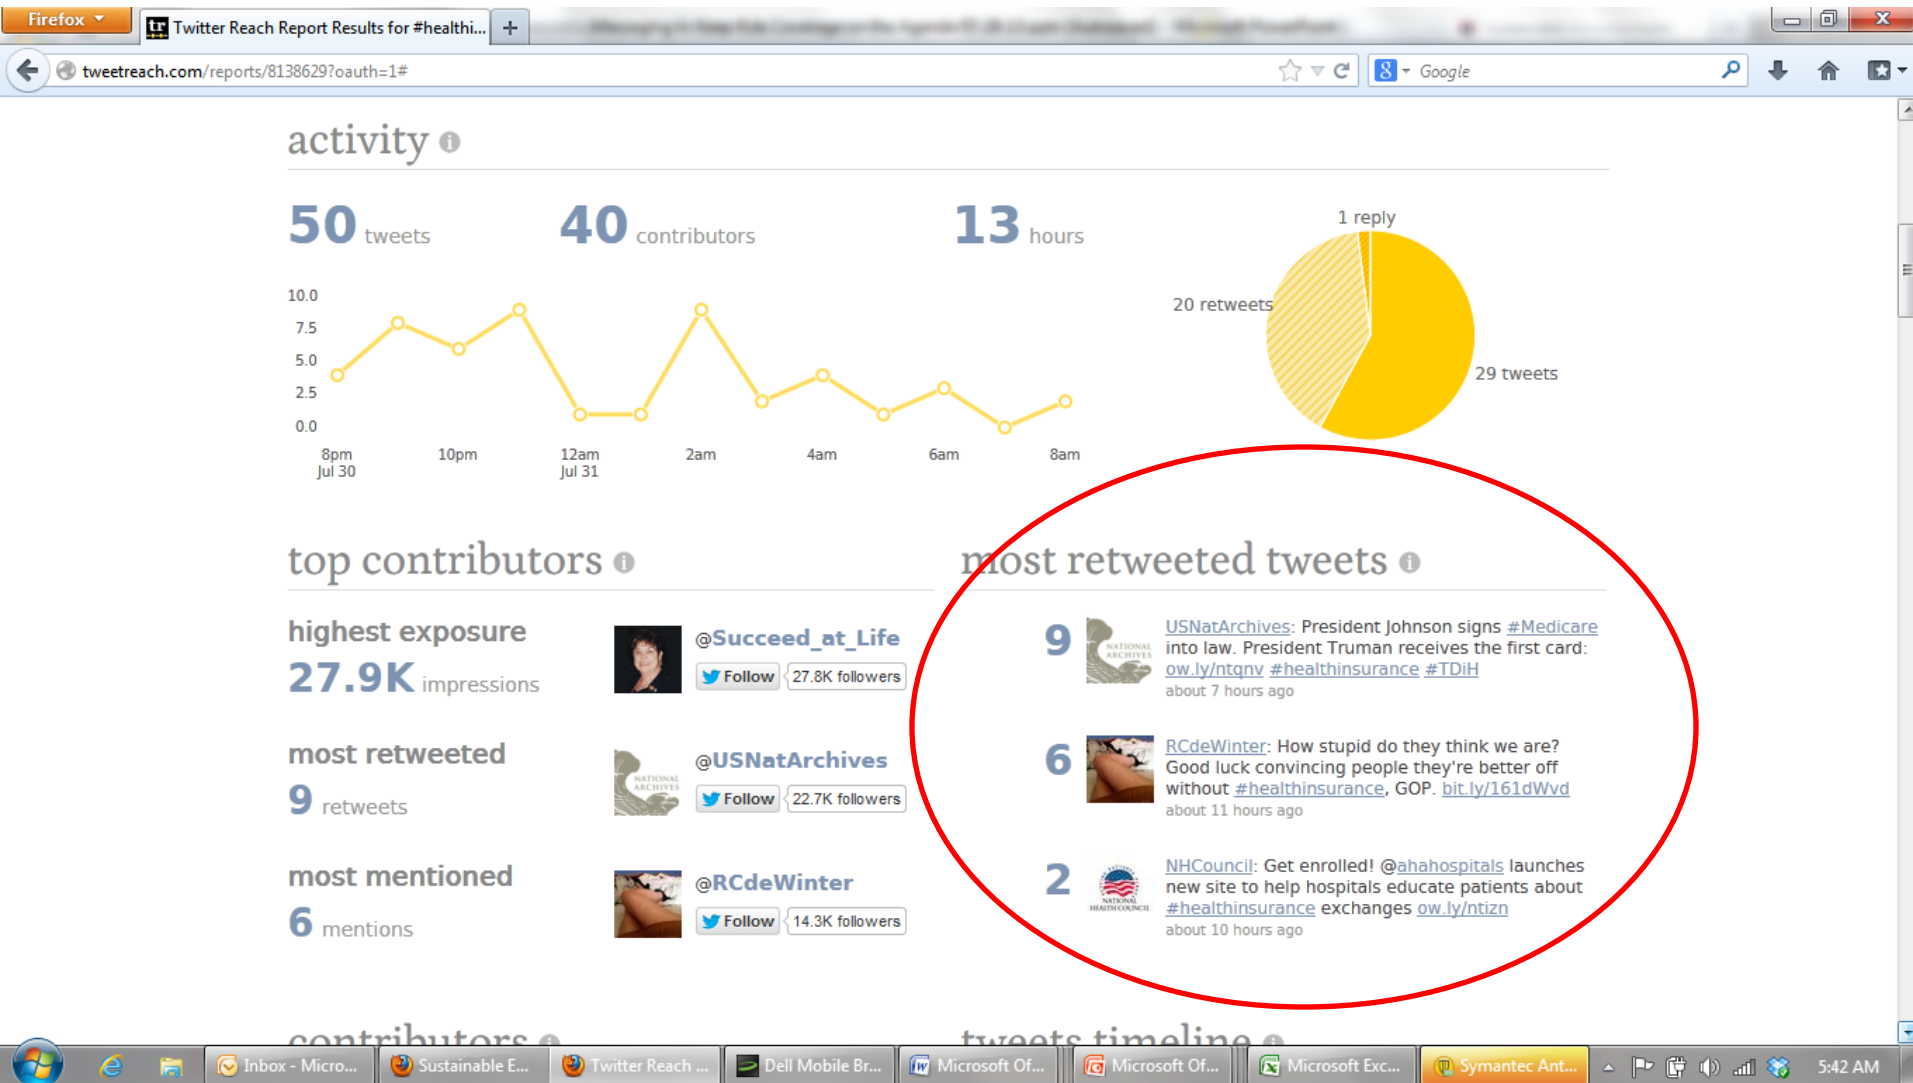 Firefox
tr Twitter Reach Report Results for #healthi... +
tweetreach.com/reports/8138629?oauth=1#
8 Google
activity i
50 tweets
40 contributors
13 hours
10.0
7.5
5.0
2.5
0.0
8pm
Jul 30
10pm
12am
Jul 31
2am
4am
6am
8am
1 reply
20 retweets
29 tweets
top contributors i
highest exposure
27.9K impressions
@Succeed_at_Life
Follow 27.8K followers
most retweeted
9 retweets
NATIONAL
ARCHIVES
@USNatArchives
Follow 22.7K followers
most mentioned
6 mentions
@RCdeWinter
Follow 14.3K followers
most retweeted tweets i
9
NATIONAL
ARCHIVES
USNatArchives: President Johnson signs #Medicare
into law. President Truman receives the first card:
ow.ly/ntqnv #healthinsurance #TDiH
about 7 hours ago
6
RCdeWinter: How stupid do they think we are?
Good luck convincing people they're better off
without #healthinsurance, GOP. bit.ly/161dWvd
about 11 hours ago
2
NATIONAL
HEALTH COUNCIL
NHCouncil: Get enrolled! @ahahospitals launches
new site to help hospitals educate patients about
#healthinsurance exchanges ow.ly/ntizn
about 10 hours ago
contributors
tweets timeline
Inbox - Micro...
Sustainable E...
Twitter Reach ...
Dell Mobile Br...
Microsoft Of...
Microsoft Of...
Microsoft Exc...
Symantec Ant...
5:42 AM